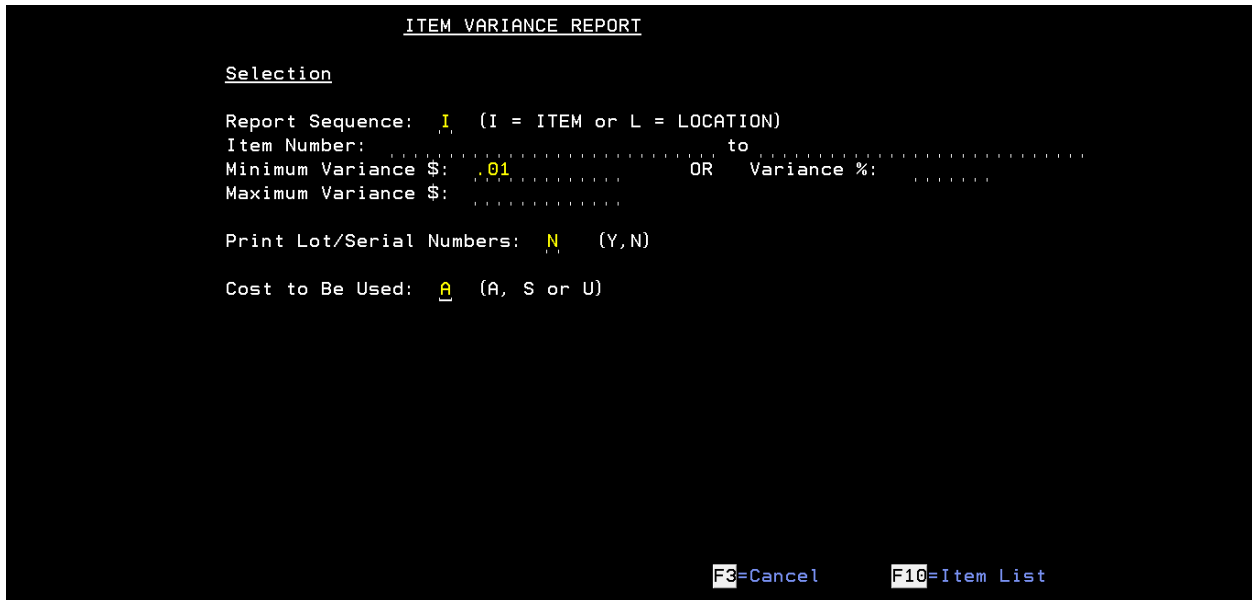 ITEM VARIANCE REPORT
Selection
Report Sequence: I (I = ITEM or L = LOCATION)
Item Number: to
Minimum Variance $: .01 OR Variance %:
Maximum Variance $:
Print Lot/Serial Numbers: N (Y,N)
Cost to Be Used: A (A, S or U)
F3=Cancel F10=Item List